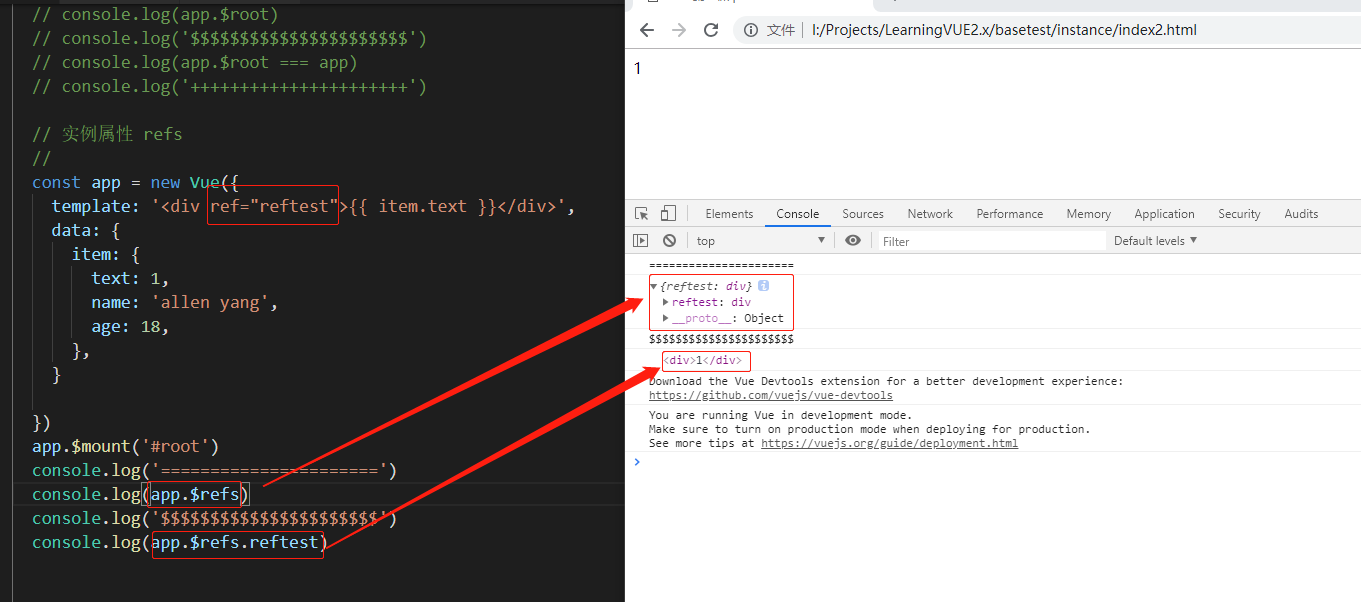 // console.log(app.$root)
// console.log('$$$$$$$$$$$$$$$$$$$$$$')
// console.log(app.$root === app)
// console.log('++++++++++++++++++++++')
// 实例属性 refs
//
const app = new Vue({
template: '<div ref="reftest">{{ item.text }}</div>',
data: {
item: {
text: 1,
name: 'allen yang',
age: 18,
},
}
})
app.$mount('#root')
console.log('======================')
console.log(app.$refs)
console.log('$$$$$$$$$$$$$$$$$$$$$$')
console.log(app.$refs.reftest)
文件 I:/Projects/LearningVUE2.x/basetest/instance/index2.html
1
Elements Console Sources Network Performance Memory Application Security Audits
top Filter Default levels
======================
{reftest: div}
reftest: div
__proto__: Object
$$$$$$$$$$$$$$$$$$$$$$
<div>1</div>
Download the Vue Devtools extension for a better development experience:
https://github.com/vuejs/vue-devtools
You are running Vue in development mode.
Make sure to turn on production mode when deploying for production.
See more tips at https://vuejs.org/guide/deployment.html